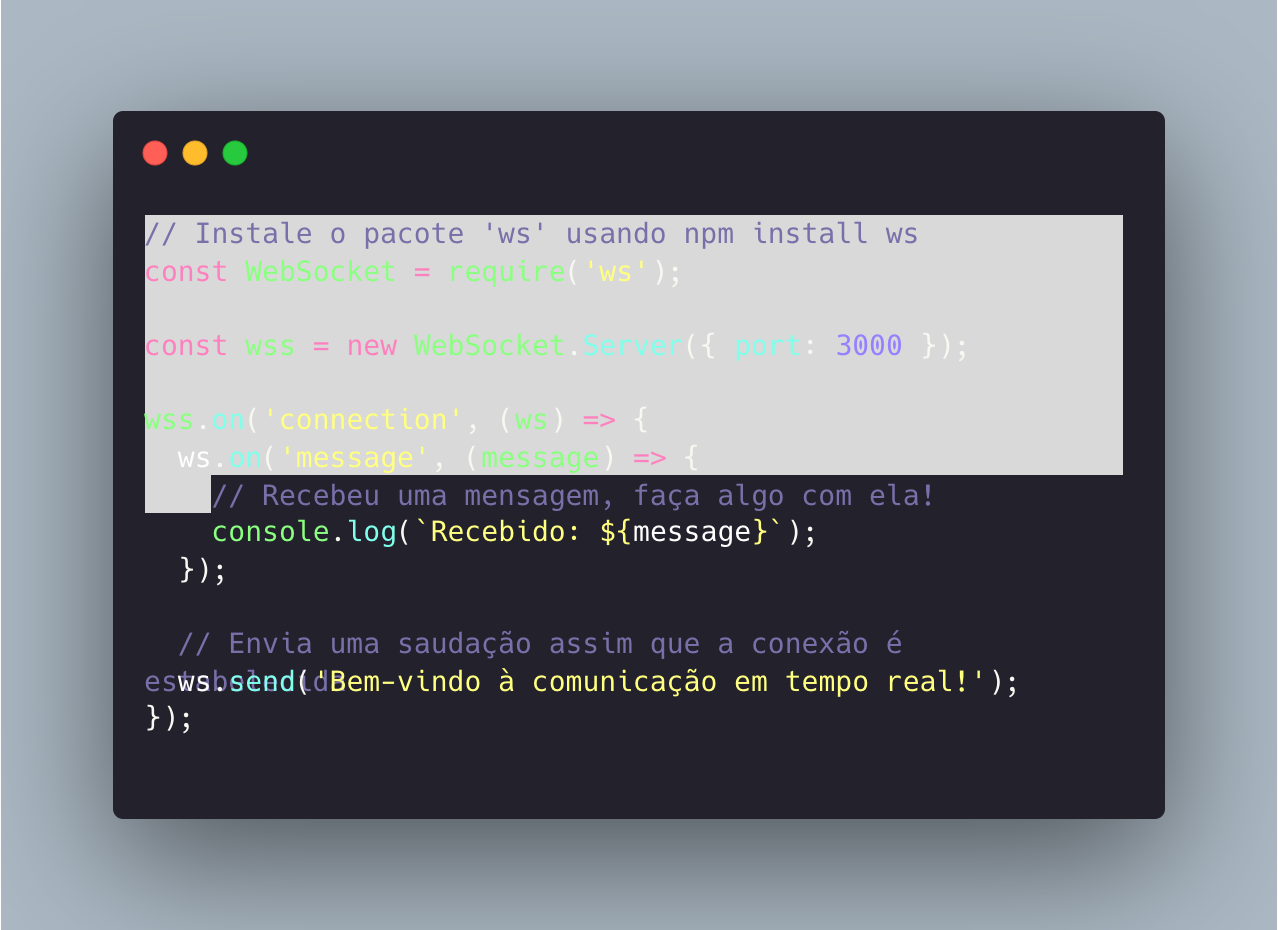 // Instale o pacote 'ws' usando npm install ws
const WebSocket = require('ws');
const wss = new WebSocket.Server({ port: 3000 });
wss.on('connection', (ws) => {
  ws.on('message', (message) => {
    // Recebeu uma mensagem, faça algo com ela!
    console.log(`Recebido: ${message}`);
  });
  // Envia uma saudação assim que a conexão é
  ws.send('Bem-vindo à comunicação em tempo real!');
});